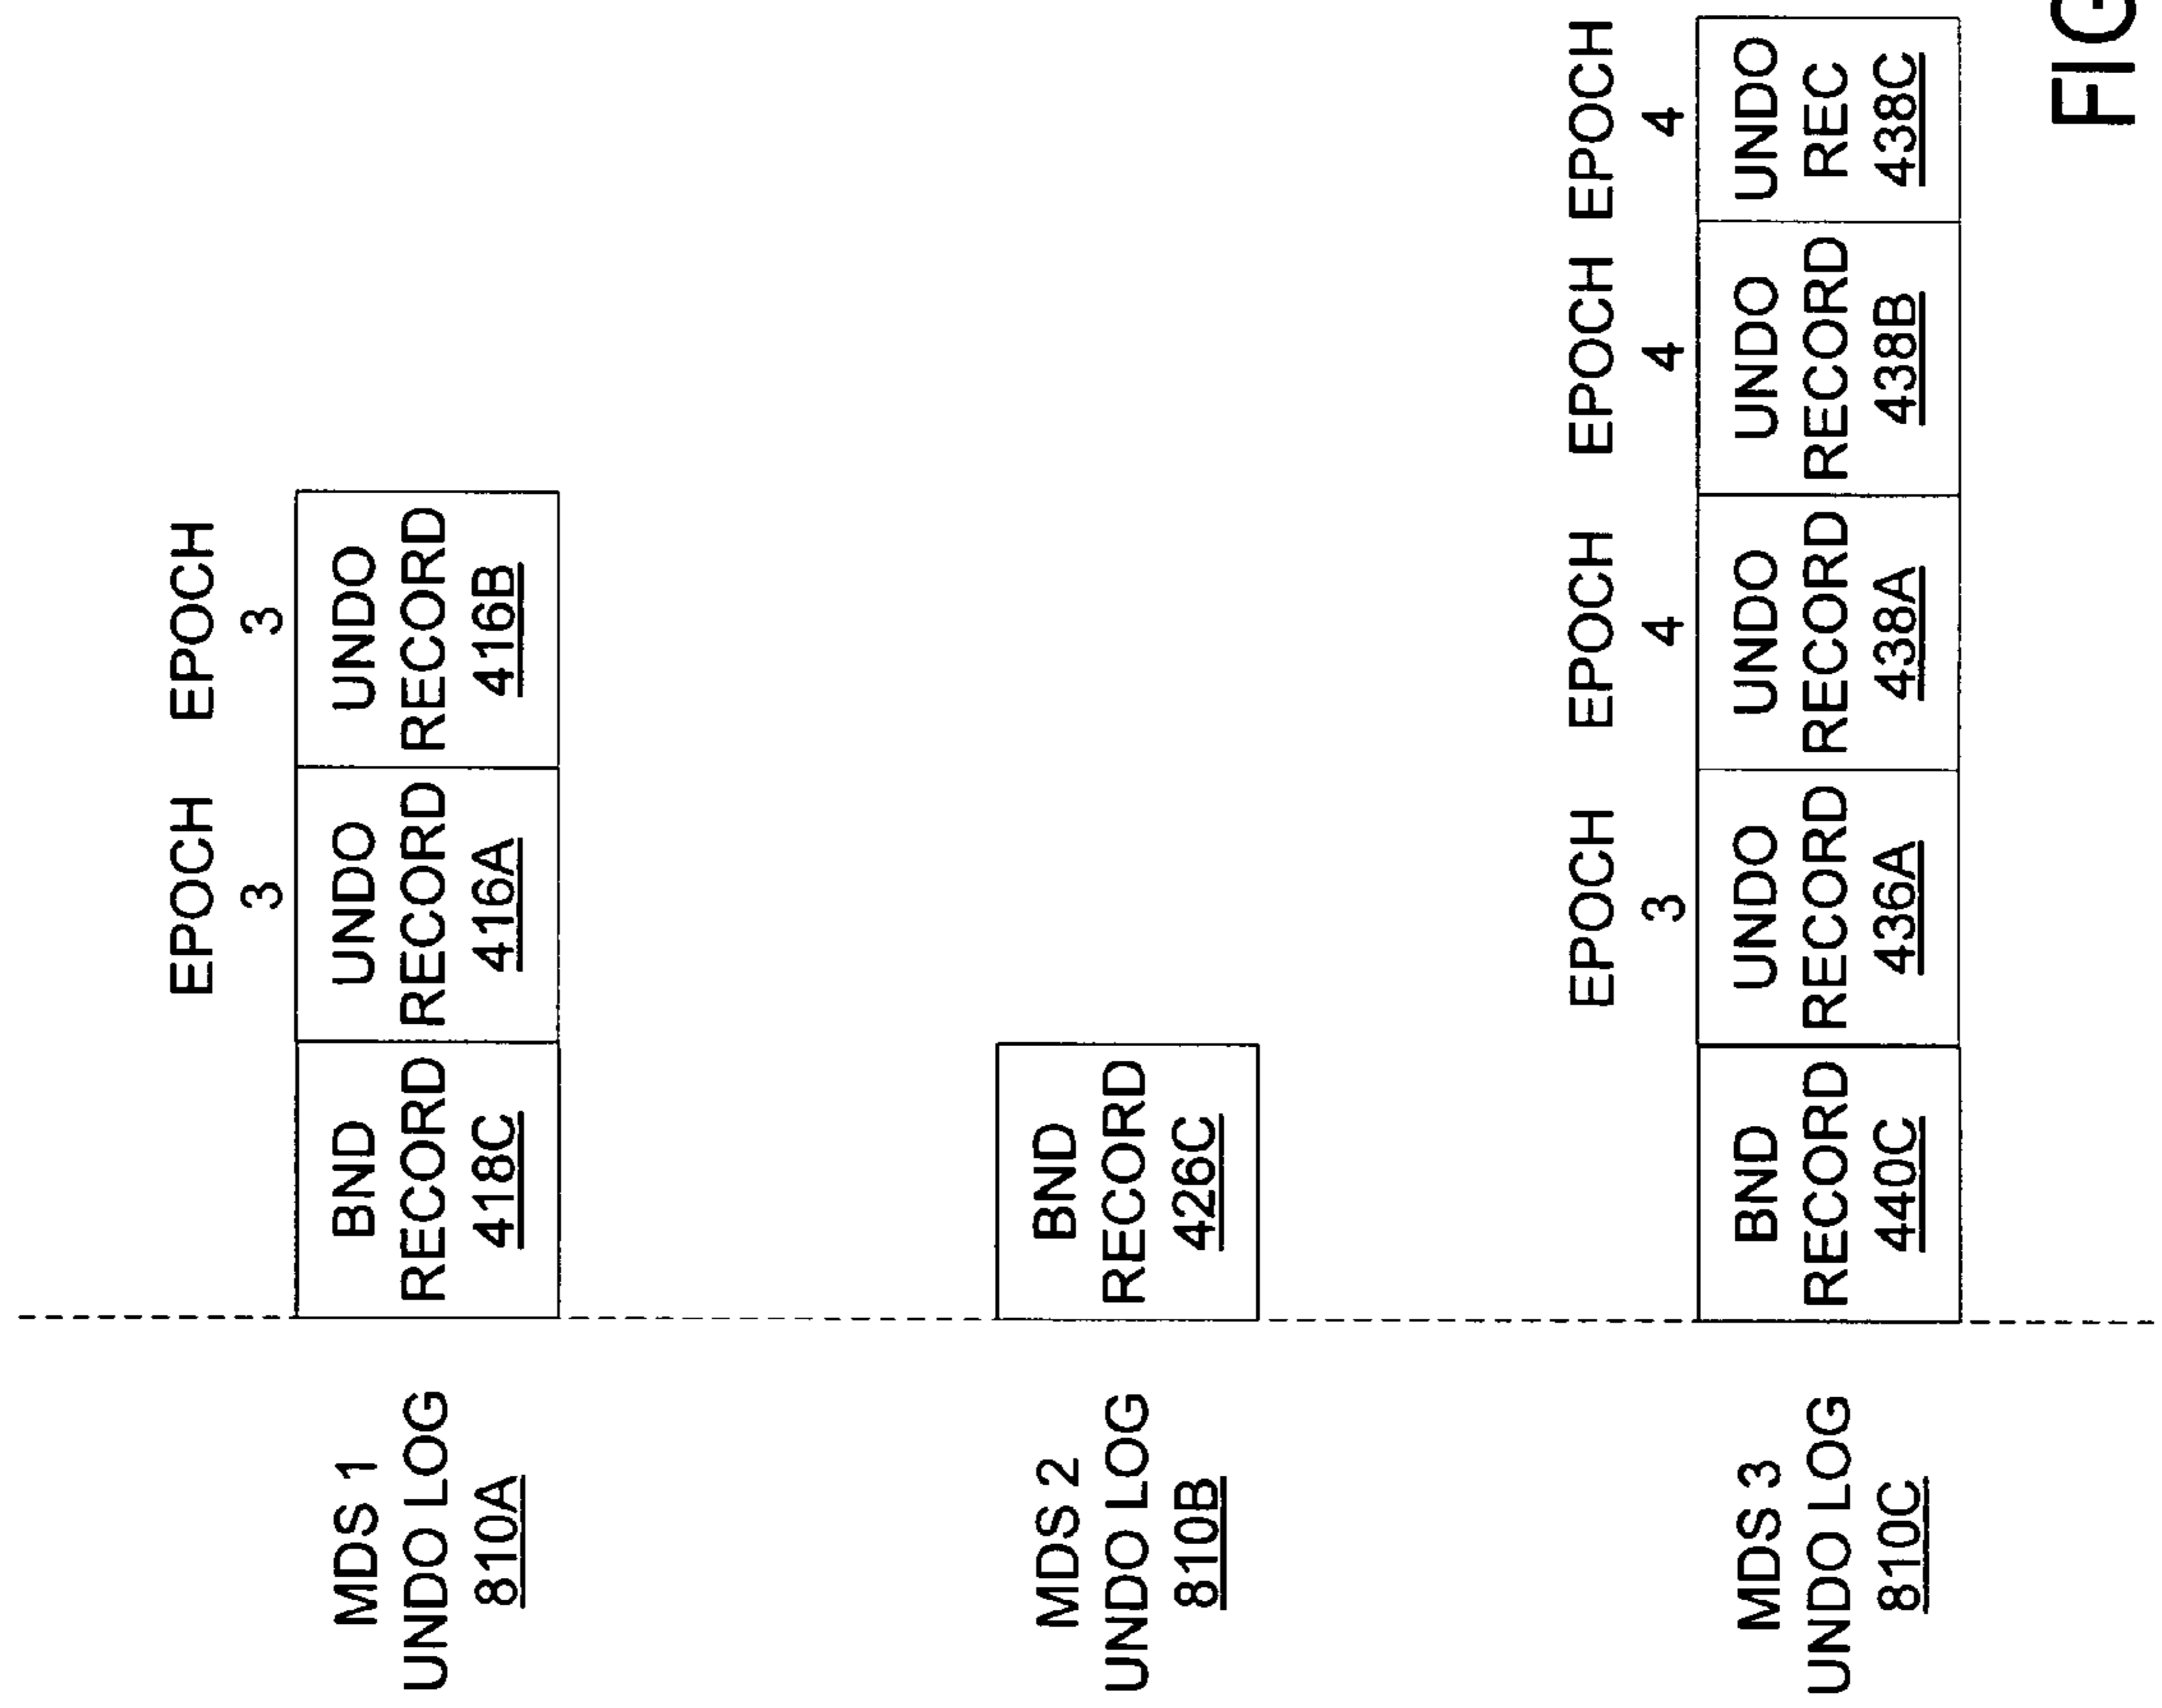 EPOCH EPOCH
3 3
MDS 1
UNDO LOG
810A
BND
RECORD
418C
UNDO
RECORD
416A
UNDO
RECORD
416B
MDS 2
UNDO LOG
810B
BND
RECORD
426C
EPOCH EPOCH EPOCH EPOCH
3 4 4 4
MDS 3
UNDO LOG
810C
BND
RECORD
440C
UNDO
RECORD
436A
UNDO
RECORD
438A
UNDO
RECORD
438B
UNDO
REC
438C